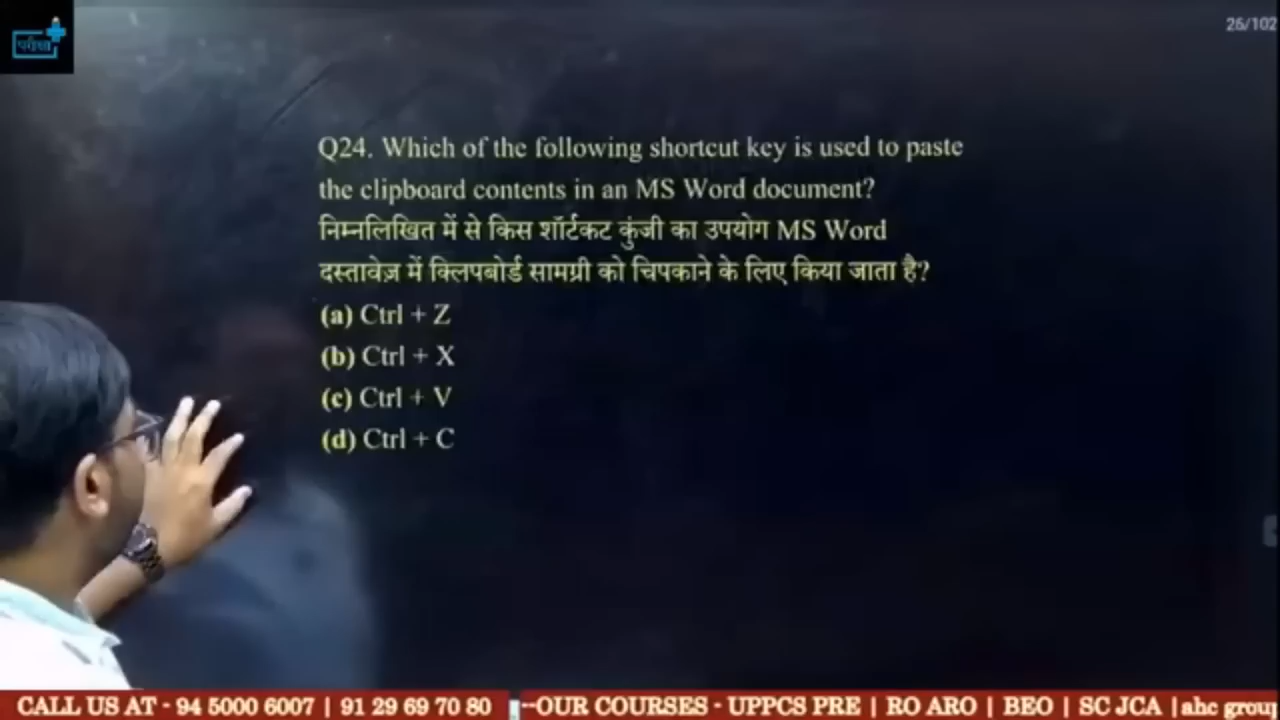 परीक्षा
26/102
Q24. Which of the following shortcut key is used to paste
the clipboard contents in an MS Word document?
निम्नलिखित में से किस शॉर्टकट कुंजी का उपयोग MS Word
दस्तावेज़ में क्लिपबोर्ड सामग्री को चिपकाने के लिए किया जाता है?
(a) Ctrl + Z
(b) Ctrl + X
(c) Ctrl + V
(d) Ctrl + C
CALL US AT - 94 5000 6007 | 91 29 69 70 80 --OUR COURSES - UPPCS PRE | RO ARO | BEO | SC JCA |ahc group